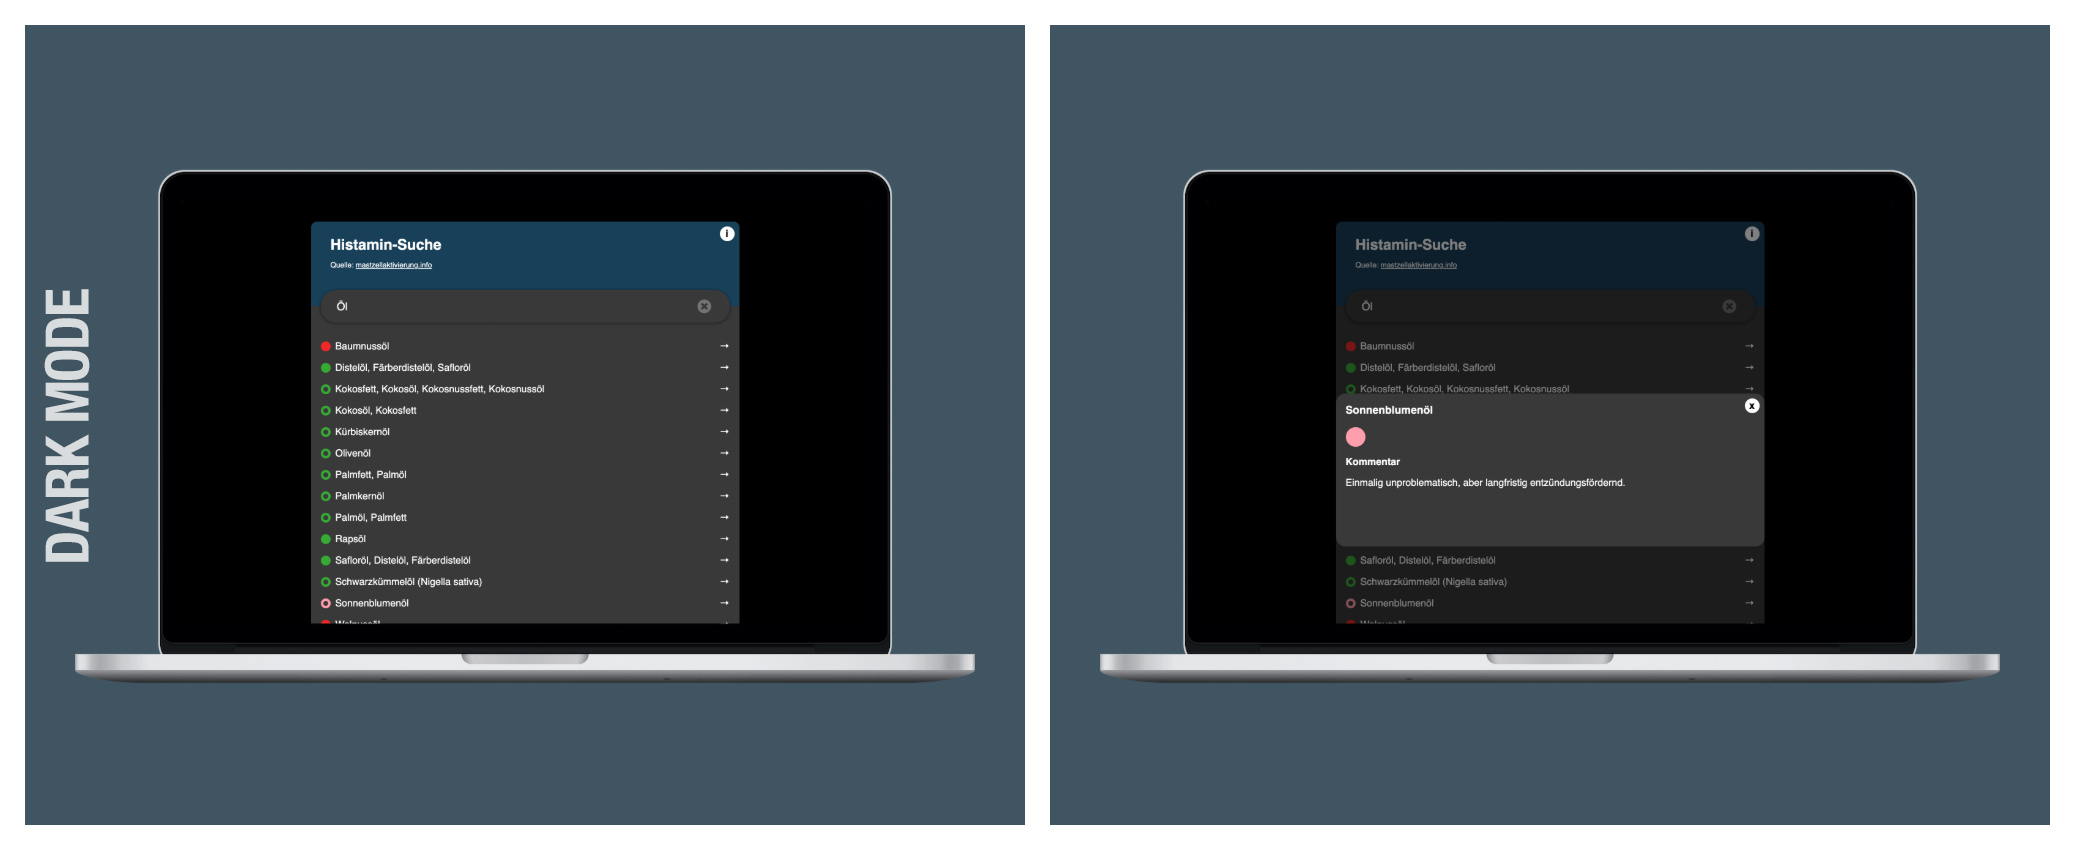 DARK MODE
Histamin-Suche
i
Quelle: mastzellaktivierung.info
Öl
Baumnussöl →
Distelöl, Färberdistelöl, Safloröl →
Kokosfett, Kokosöl, Kokosnussfett, Kokosnussöl →
Kokosöl, Kokosfett →
Kürbiskernöl →
Olivenöl →
Palmfett, Palmöl →
Palmkernöl →
Palmöl, Palmfett →
Rapsöl →
Safloröl, Distelöl, Färberdistelöl →
Schwarzkümmelöl (Nigella sativa) →
Sonnenblumenöl →
Walnussöl →
Histamin-Suche
i
Quelle: mastzellaktivierung.info
Öl
Baumnussöl →
Distelöl, Färberdistelöl, Safloröl →
Kokosfett, Kokosöl, Kokosnussfett, Kokosnussöl →
Sonnenblumenöl
x
Kommentar
Einmalig unproblematisch, aber langfristig entzündungsfördernd.
Safloröl, Distelöl, Färberdistelöl →
Schwarzkümmelöl (Nigella sativa) →
Sonnenblumenöl →
Walnussöl →